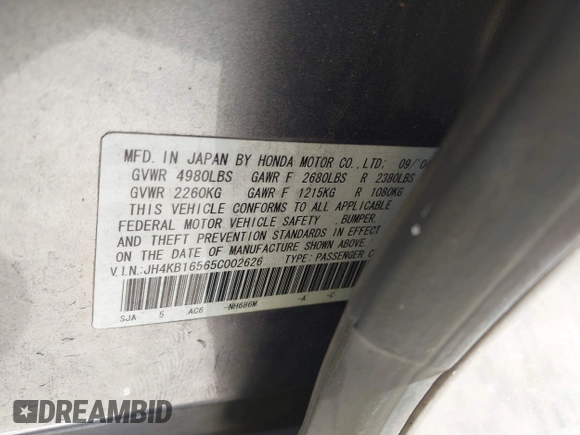 MFD. IN JAPAN BY HONDA MOTOR CO.,LTD: 09/'04
GVWR 4980LBS GAWR F 2680LBS R 2380LBS
GVWR 2260KG GAWR F 1215KG R 1080KG
THIS VEHICLE CONFORMS TO ALL APPLICABLE
FEDERAL MOTOR VEHICLE SAFETY ,BUMPER,
AND THEFT PREVENTION STANDARDS IN EFFECT
ON THE DATE OF MANUFACTURE SHOWN ABOVE.
V.I.N.:JH4KB16565C002626 TYPE: PASSENGER C
SJA 5 AC6 -NH686M -A -C
DREAMBID